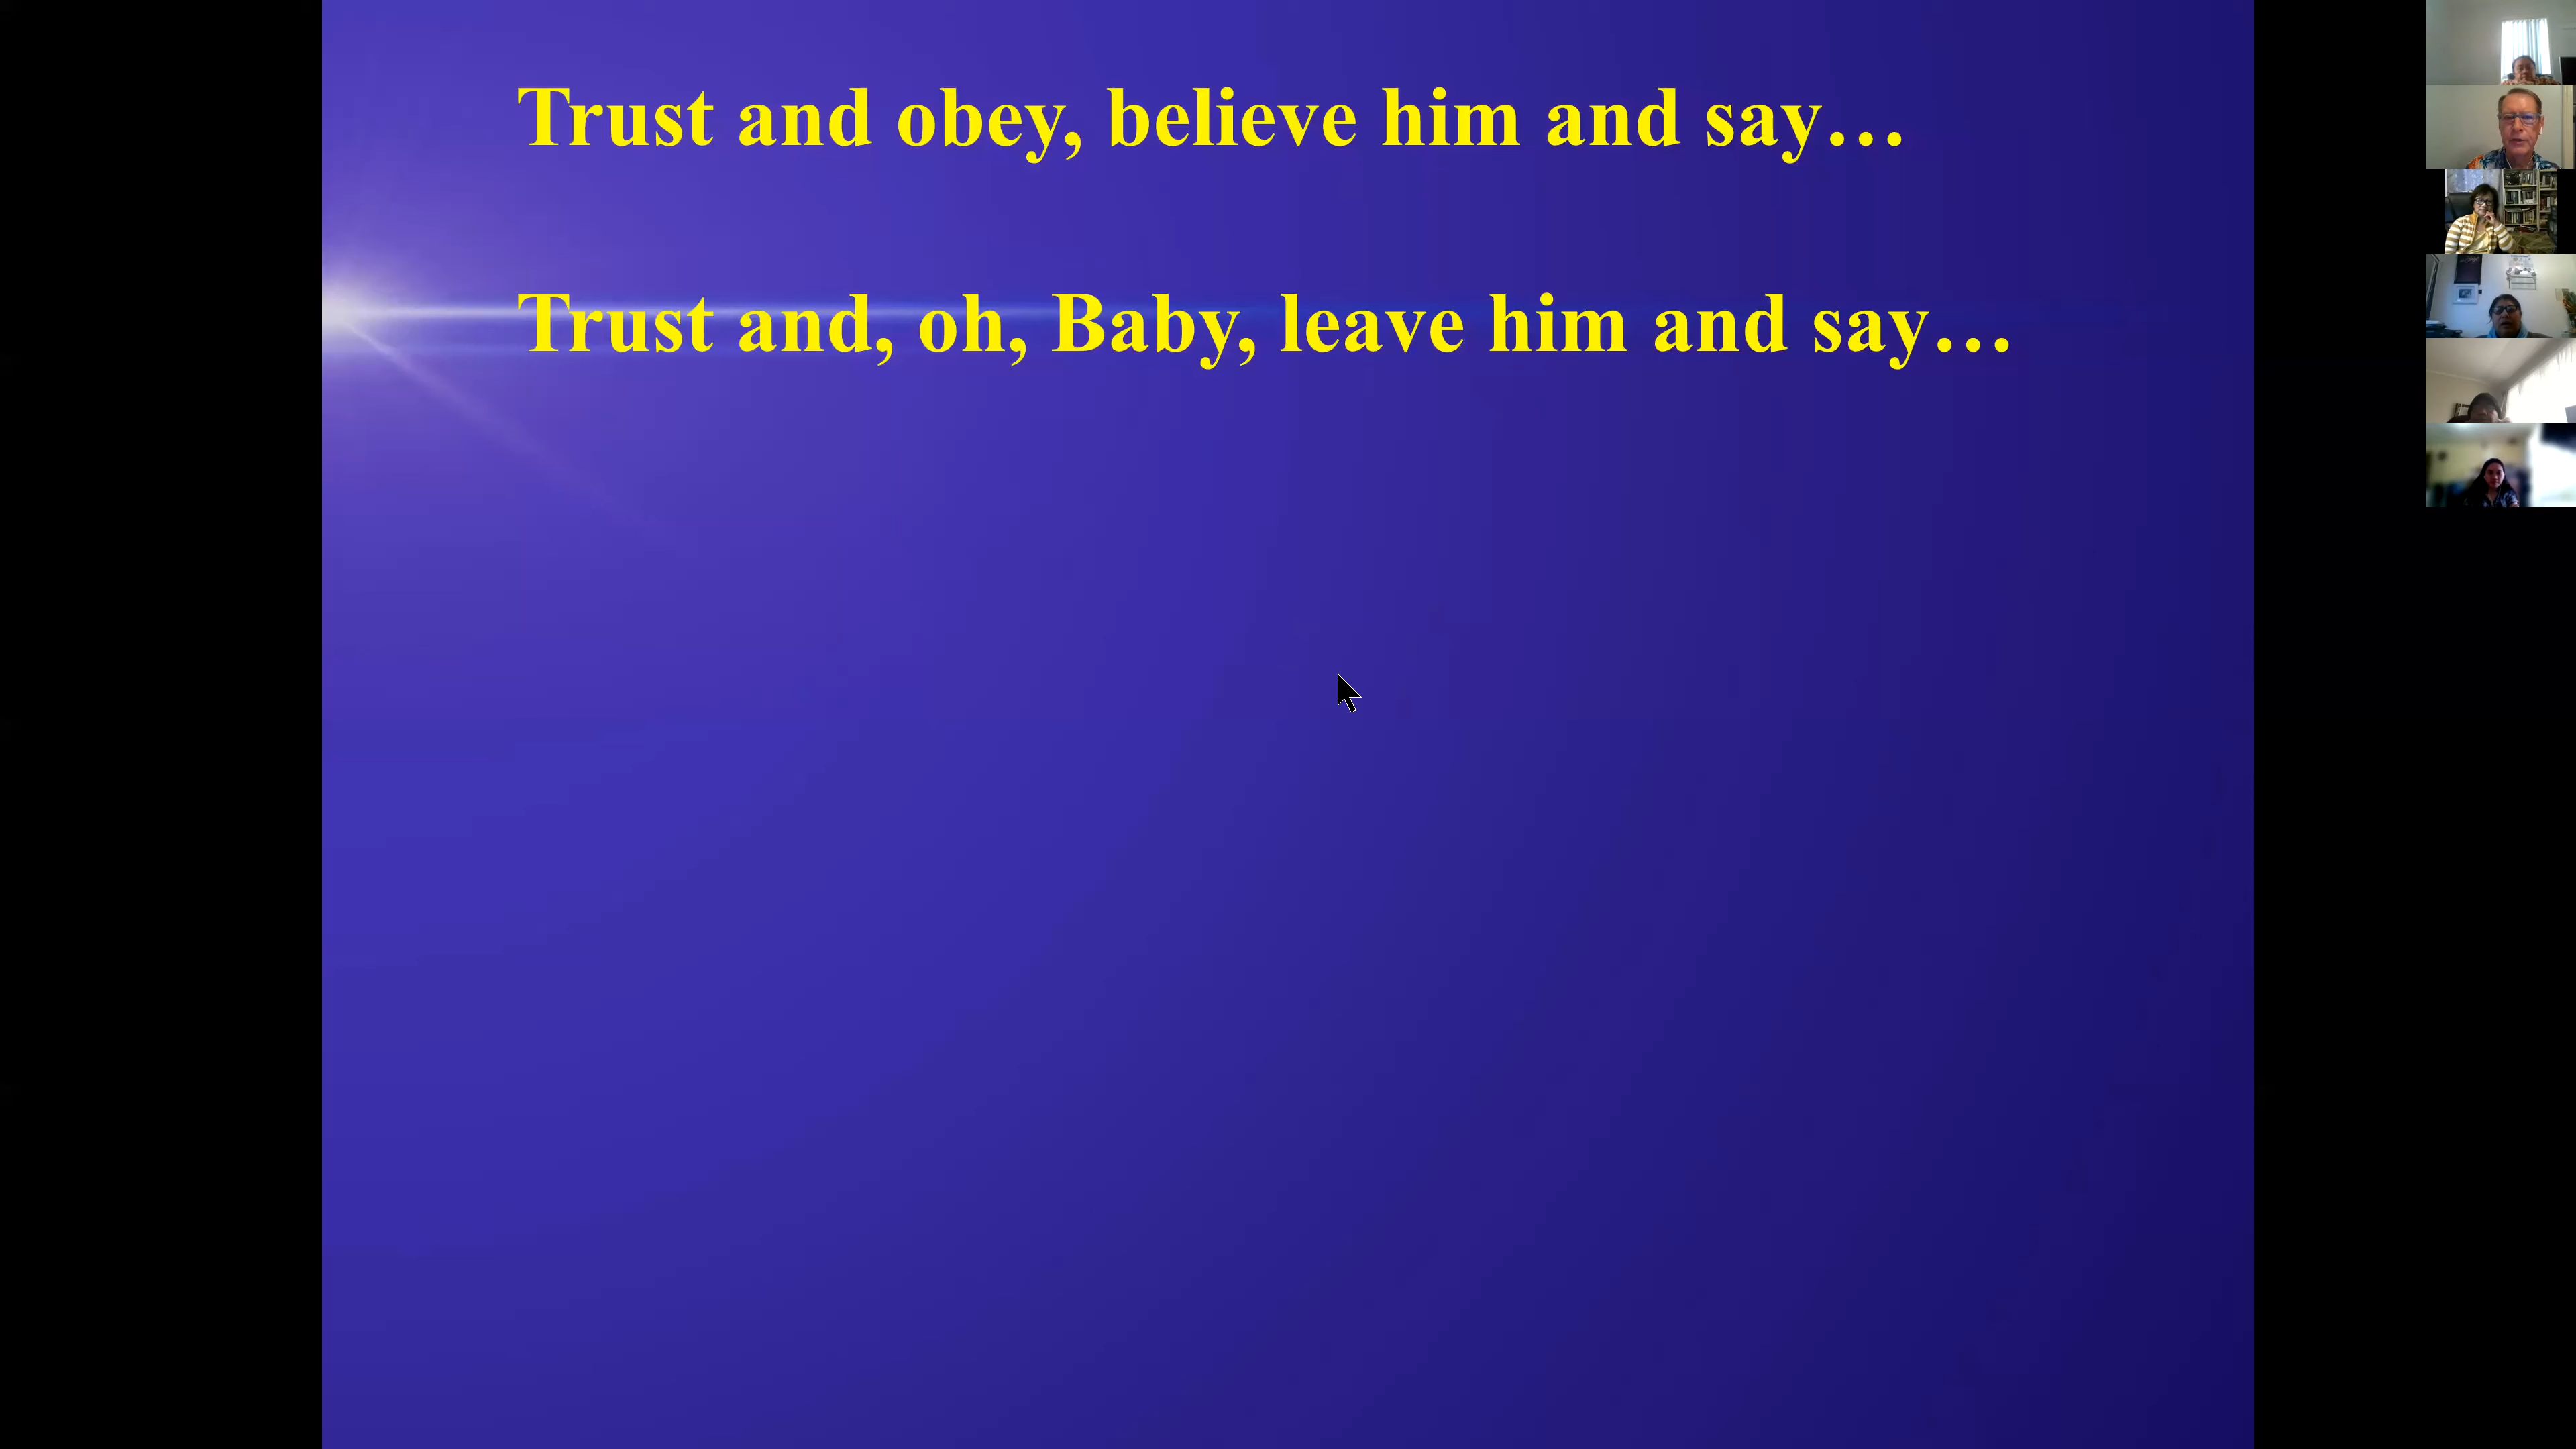 Trust and obey, believe him and say…
Trust and, oh, Baby, leave him and say…